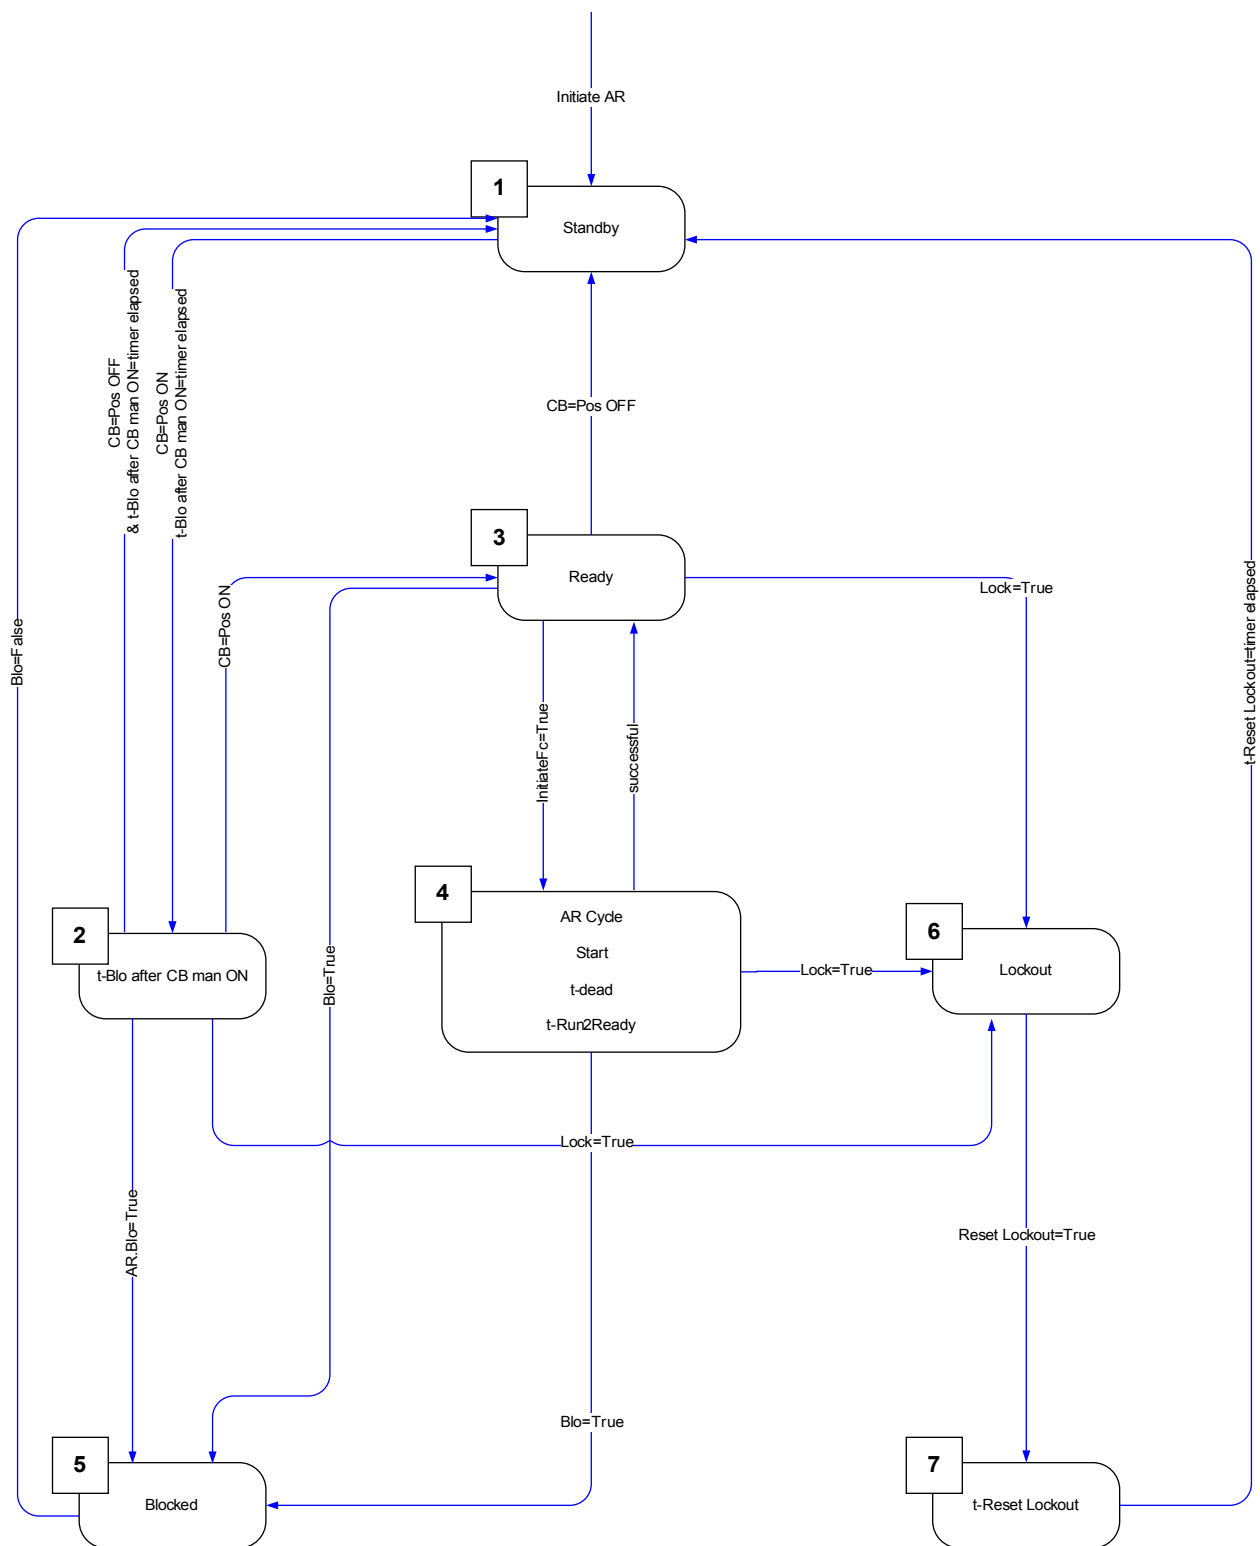 Initiate AR
1
Standby
CB=Pos OFF
& t-Blo after CB man ON=timer elapsed
CB=Pos ON
t-Blo after CB man ON=timer elapsed
CB=Pos OFF
3
Ready
Lock=True
Blo=False
CB=Pos ON
t-Reset Lockout=timer elapsed
InitiateFc=True
successful
4
AR Cycle
Start
t-dead
t-Run2Ready
2
t-Blo after CB man ON
Blo=True
Lock=True
6
Lockout
Lock=True
AR.Blo=True
Reset Lockout=True
Blo=True
5
Blocked
7
t-Reset Lockout